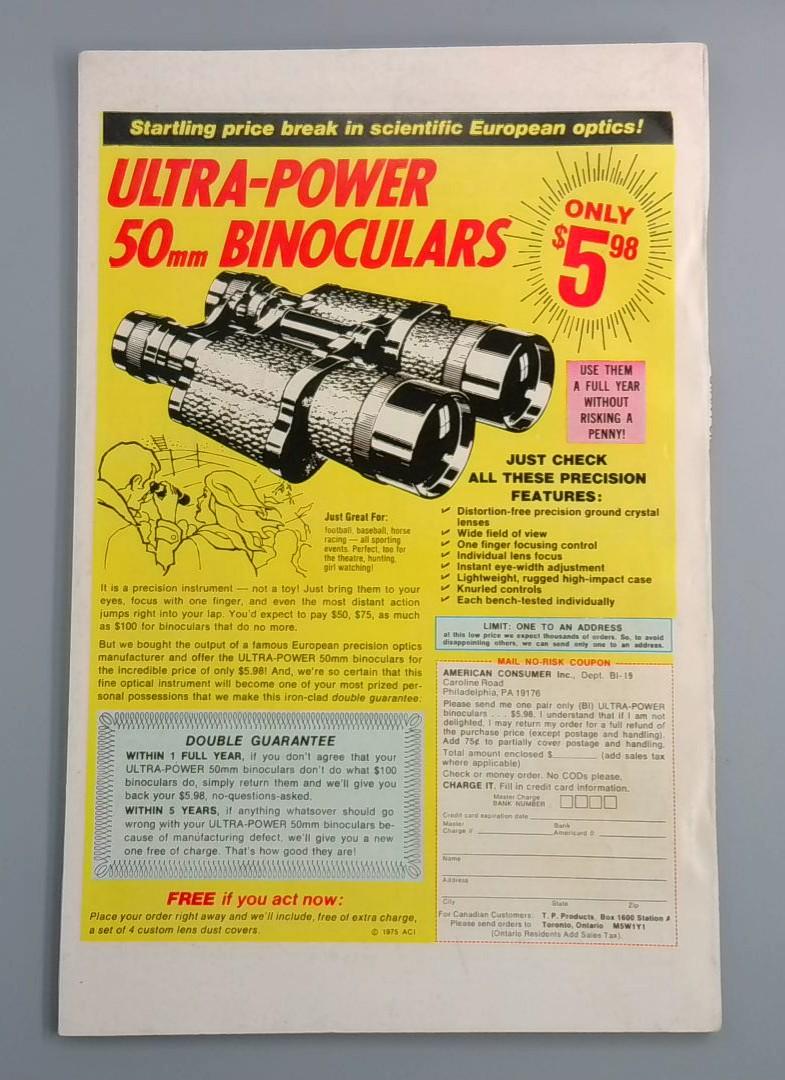 Startling price break in scientific European optics!
ULTRA-POWER
50mm BINOCULARS
ONLY
$5 98
USE THEM
A FULL YEAR
WITHOUT
RISKING A
PENNY!
JUST CHECK
ALL THESE PRECISION
FEATURES:
Distortion-free precision ground crystal
lenses
Wide field of view
One finger focusing control
Individual lens focus
Instant eye-width adjustment
Lightweight, rugged high-impact case
Knurled controls
Each bench-tested individually
Just Great For:
football, baseball, horse
racing — all sporting
events. Perfect, too for
the theatre, hunting,
girl watching!
It is a precision instrument — not a toy! Just bring them to your
eyes, focus with one finger, and even the most distant action
jumps right into your lap. You'd expect to pay $50, $75, as much
as $100 for binoculars that do no more.
But we bought the output of a famous European precision optics
manufacturer and offer the ULTRA-POWER 50mm binoculars for
the incredible price of only $5.98! And, we're so certain that this
fine optical instrument will become one of your most prized per-
sonal possessions that we make this iron-clad double guarantee:
DOUBLE GUARANTEE
WITHIN 1 FULL YEAR, if you don't agree that your
ULTRA-POWER 50mm binoculars don't do what $100
binoculars do, simply return them and we'll give you
back your $5.98, no-questions-asked.
WITHIN 5 YEARS, if anything whatsover should go
wrong with your ULTRA-POWER 50mm binoculars be-
cause of manufacturing defect, we'll give you a new
one free of charge. That's how good they are!
FREE if you act now:
Place your order right away and we'll include, free of extra charge,
a set of 4 custom lens dust covers.
© 1975 ACI
LIMIT: ONE TO AN ADDRESS
at this low price we expect thousands of orders. So, to avoid
disappointing others, we can send only one to an address.
MAIL NO-RISK COUPON
AMERICAN CONSUMER Inc., Dept. BI-19
Caroline Road
Philadelphia, PA 19176
Please send me one pair only (BI) ULTRA-POWER
binoculars . . . $5.98. I understand that if I am not
delighted, I may return my order for a full refund of
the purchase price (except postage and handling).
Add 75¢ to partially cover postage and handling.
Total amount enclosed $________ (add sales tax
where applicable)
Check or money order. No CODs please.
CHARGE IT. Fill in credit card information.
Master Charge
BANK NUMBER
Credit card expiration date
Master Bank
Charge # Americard #
Name
Address
City State Zip
For Canadian Customers: T. P. Products, Box 1600 Station A
Please send orders to Toronto, Ontario M5W1Y1
(Ontario Residents Add Sales Tax).